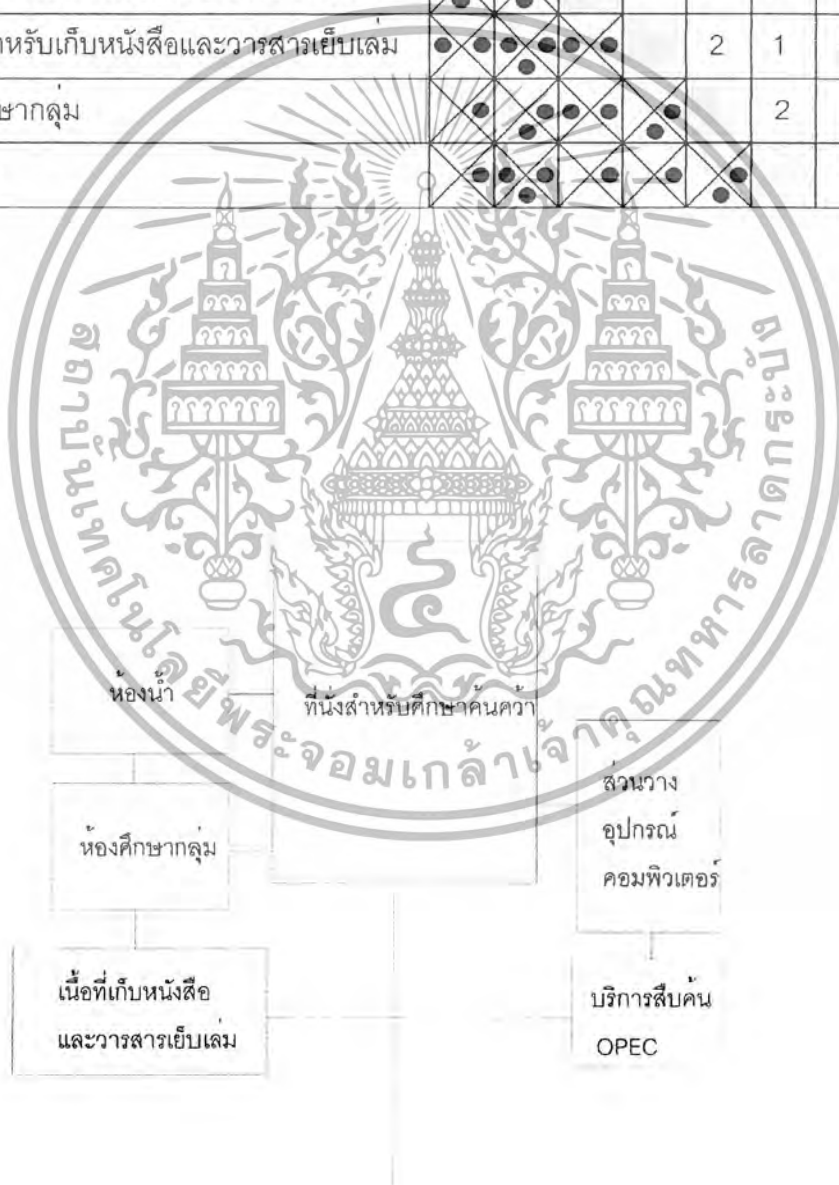 หรับเก็บหนังสือและวารสารเย็บเล่ม 2 1
ษากลุ่ม 2
สถาบันเทคโนโลยีพระจอมเกล้าเจ้าคุณทหารลาดกระบัง
ห้องน้ำ
ที่นั่งสำหรับศึกษาค้นคว้า
ส่วนวาง
อุปกรณ์
คอมพิวเตอร์
ห้องศึกษากลุ่ม
เนื้อที่เก็บหนังสือ
และวารสารเย็บเล่ม
บริการสืบค้น
OPEC